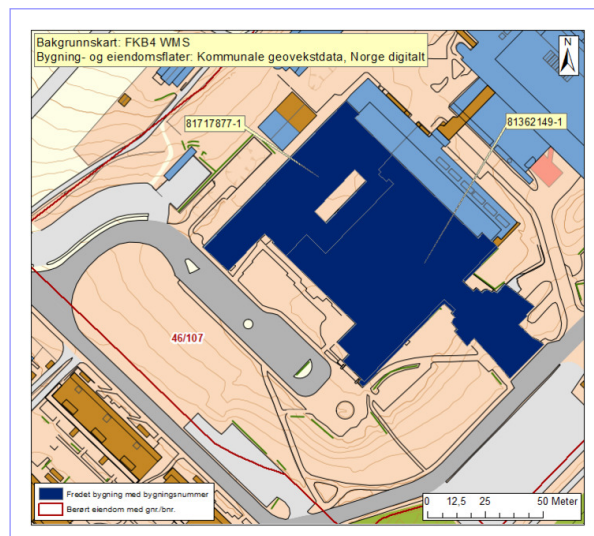 Bakgrunnskart: FKB4 WMS
Bygning- og eiendomsflater: Kommunale geovekstdata, Norge digitalt
N
81717877-1
81362149-1
46/107
Fredet bygning med bygningsnummer
Berørt eiendom med gnr./bnr.
0 12,5 25 50 Meter